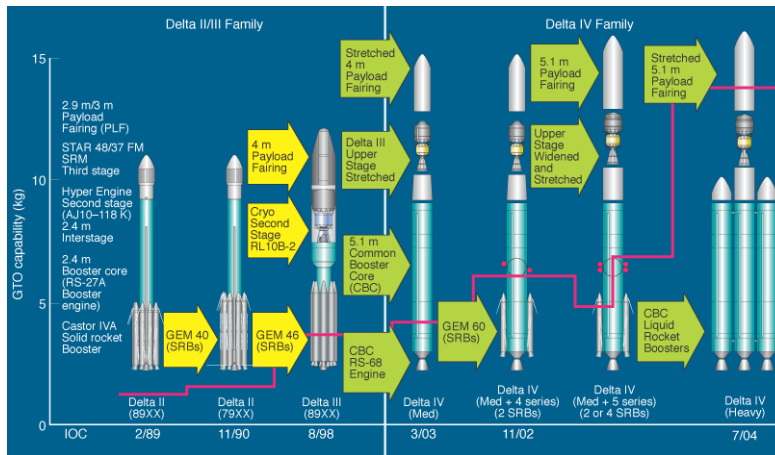 Delta II/III Family
Delta IV Family
15
10
5
0
GTO capability (kg)
2.9 m/3 m
Payload
Fairing (PLF)
STAR 48/37 FM
SRM
Third stage
Hyper Engine
Second stage
(AJ10–118 K)
2.4 m
Interstage
2.4 m
Booster core
(RS-27A
Booster
engine)
Castor IVA
Solid rocket
Booster
GEM 40
(SRBs)
GEM 46
(SRBs)
4 m
Payload
Fairing
Cryo
Second
Stage
RL10B-2
Stretched
4 m
Payload
Fairing
Delta III
Upper
Stage
Stretched
5.1 m
Common
Booster
Core
(CBC)
CBC
RS-68
Engine
GEM 60
(SRBs)
5.1 m
Payload
Fairing
Upper
Stage
Widened
and
Stretched
Stretched
5.1 m
Payload
Fairing
CBC
Liquid
Rocket
Boosters
Delta II
(89XX)
Delta II
(79XX)
Delta III
(89XX)
Delta IV
(Med)
Delta IV
(Med + 4 series)
(2 SRBs)
Delta IV
(Med + 5 series)
(2 or 4 SRBs)
Delta IV
(Heavy)
IOC
2/89
11/90
8/98
3/03
11/02
7/04